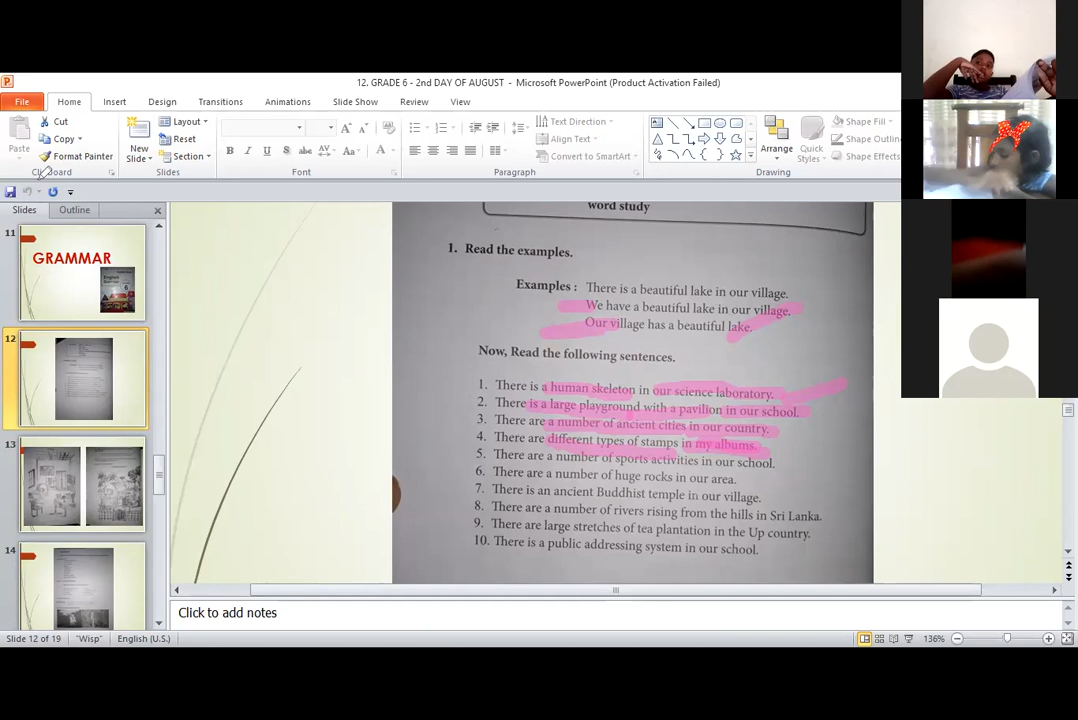 12. GRADE 6 - 2nd DAY OF AUGUST - Microsoft PowerPoint (Product Activation Failed)
File Home Insert Design Transitions Animations Slide Show Review View
Cut
Copy
Format Painter
Paste
Clipboard
New
Slide
Layout
Reset
Section
Slides
B I U S abc AV Aa A
Font
Text Direction
Align Text
Convert to SmartArt
Paragraph
Arrange
Quick
Styles
Shape Fill
Shape Outline
Shape Effects
Drawing
Slides Outline
11
GRAMMAR
12
13
14
word study
1. Read the examples.
Examples : There is a beautiful lake in our village.
We have a beautiful lake in our village.
Our village has a beautiful lake.
Now, Read the following sentences.
1. There is a human skeleton in our science laboratory.
2. There is a large playground with a pavilion in our school.
3. There are a number of ancient cities in our country.
4. There are different types of stamps in my albums.
5. There are a number of sports activities in our school.
6. There are a number of huge rocks in our area.
7. There is an ancient Buddhist temple in our village.
8. There are a number of rivers rising from the hills in Sri Lanka.
9. There are large stretches of tea plantation in the Up country.
10. There is a public addressing system in our school.
Click to add notes
Slide 12 of 19 "Wisp" English (U.S.) 136%